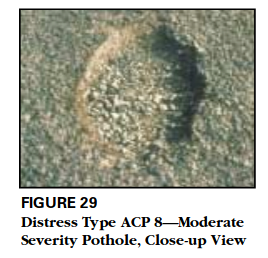 FIGURE 29
Distress Type ACP 8—Moderate
Severity Pothole, Close-up View